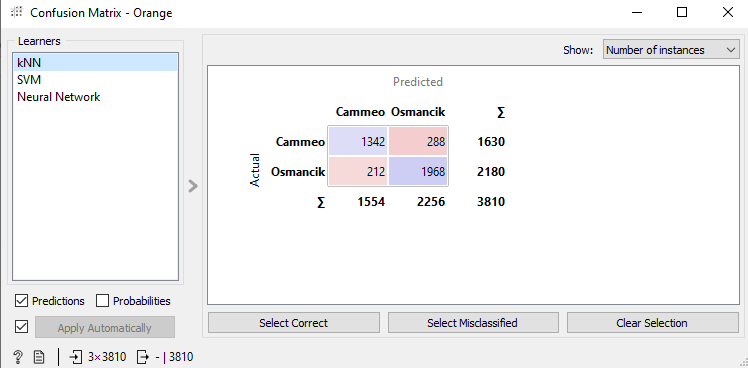 Confusion Matrix - Orange
Learners
kNN
SVM
Neural Network
Predictions
Probabilities
Apply Automatically
3×3810
- | 3810
Show: Number of instances
Predicted
Cammeo Osmancik Σ
Actual
Cammeo 1342 288 1630
Osmancik 212 1968 2180
Σ 1554 2256 3810
Select Correct
Select Misclassified
Clear Selection